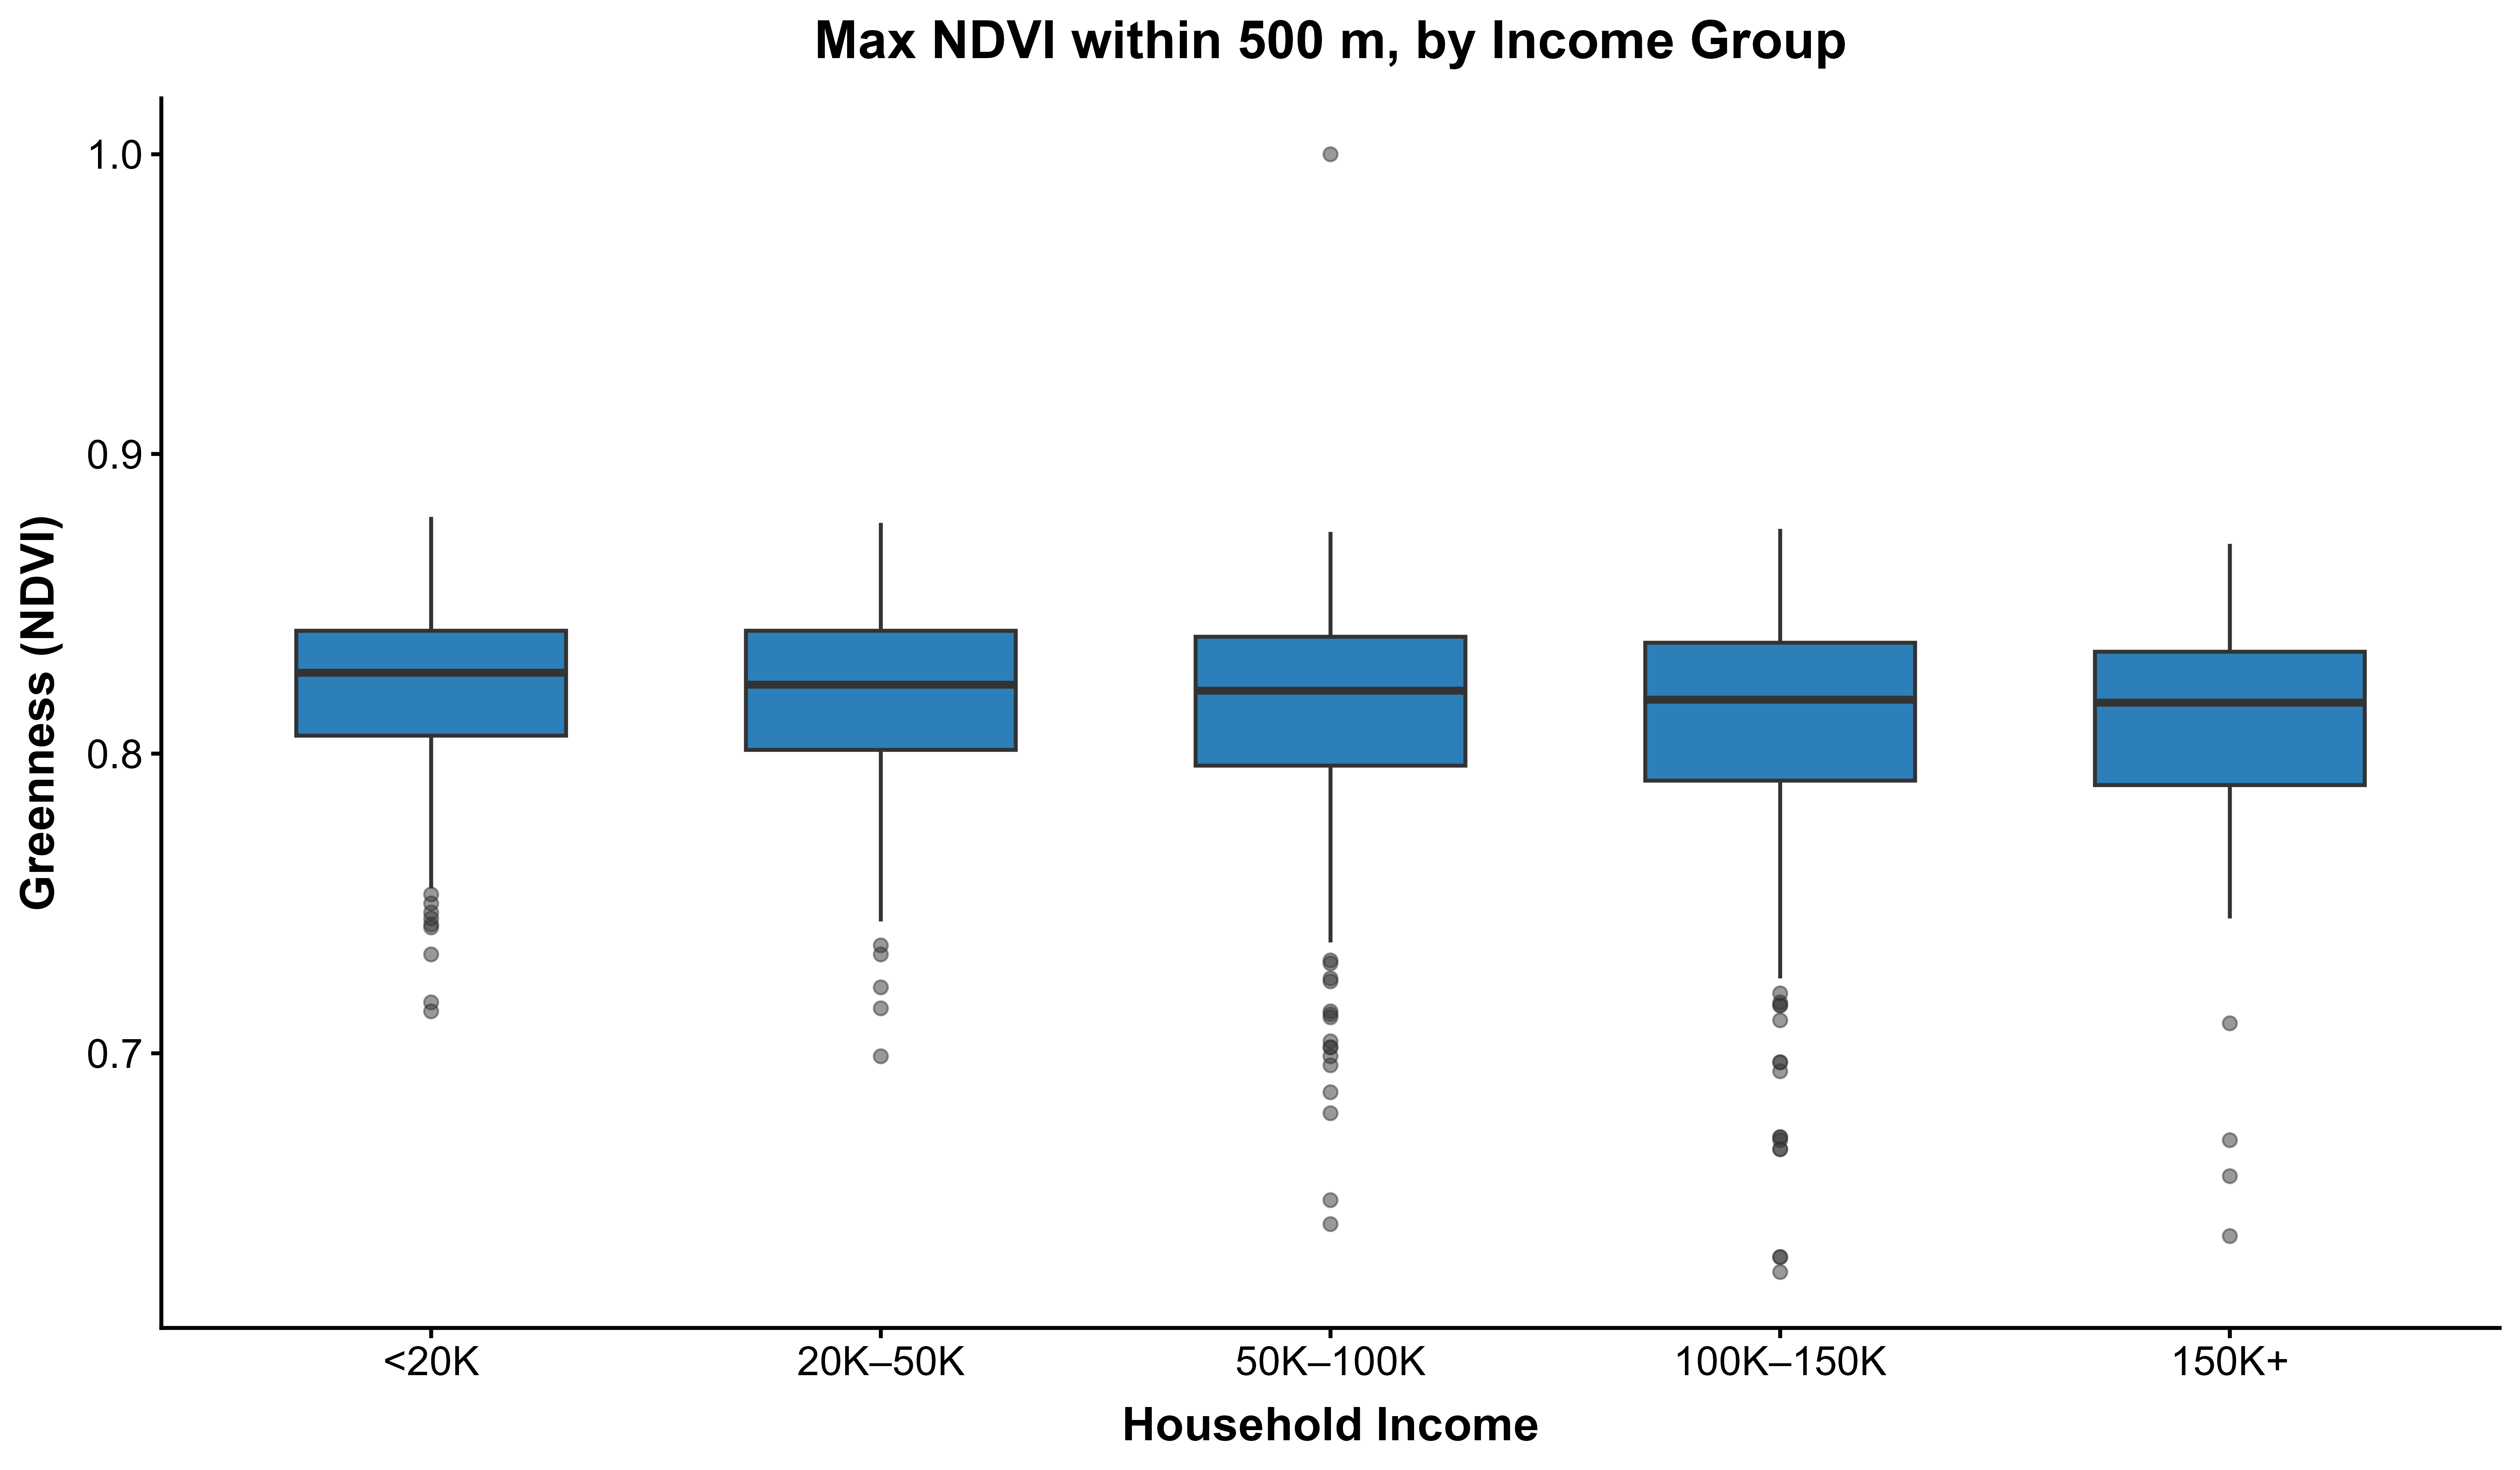 Max NDVI within 500 m, by Income Group
1.0
0.9
0.8
0.7
Greenness (NDVI)
<20K
20K–50K
50K–100K
100K–150K
150K+
Household Income